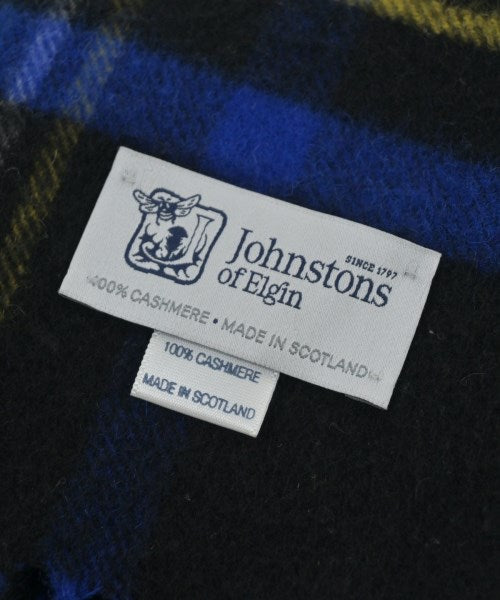 Johnstons
SINCE 1797
of Elgin
100% CASHMERE • MADE IN SCOTLAND
100% CASHMERE
MADE IN SCOTLAND